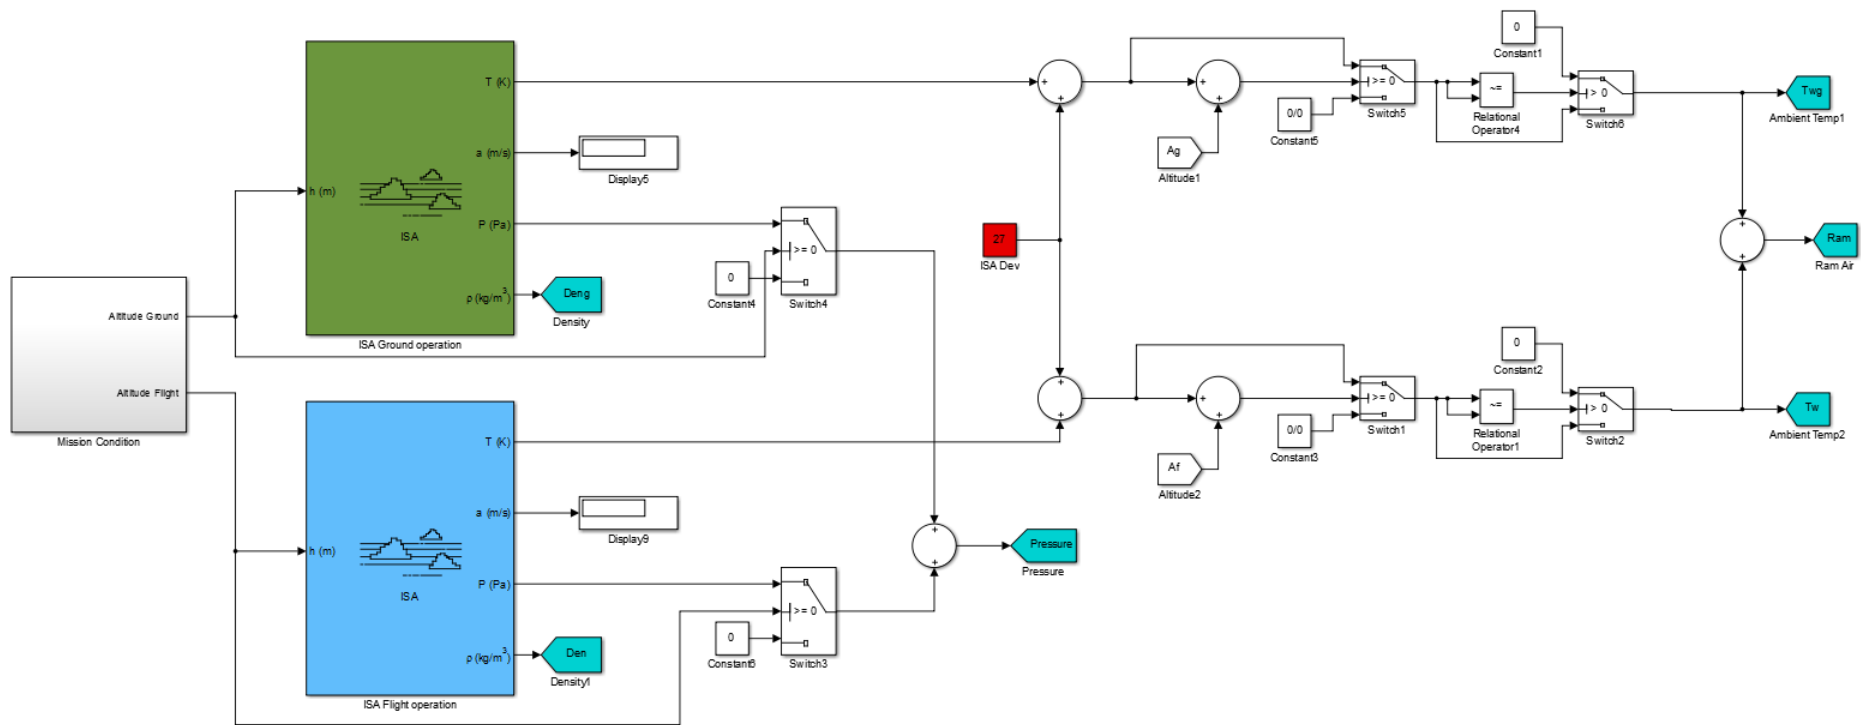 T (K)
a (m/s)
h (m)
P (Pa)
ISA
ρ (kg/m³)
ISA Ground operation
Display5
Deng
Density
0
Constant4
>= 0
Switch4
Altitude Ground
Altitude Flight
Mission Condition
T (K)
a (m/s)
h (m)
P (Pa)
ISA
ρ (kg/m³)
ISA Flight operation
Display9
Den
Density1
0
Constant6
>= 0
Switch3
+
+
Pressure
Pressure
27
ISA Dev
+
+
+
+
Ag
Altitude1
0/0
Constant5
>= 0
Switch5
~=
Relational
Operator4
0
Constant1
> 0
Switch6
Twg
Ambient Temp1
+
+
Ram
Ram Air
+
+
+
+
Af
Altitude2
0/0
Constant3
>= 0
Switch1
~=
Relational
Operator1
0
Constant2
> 0
Switch2
Tw
Ambient Temp2